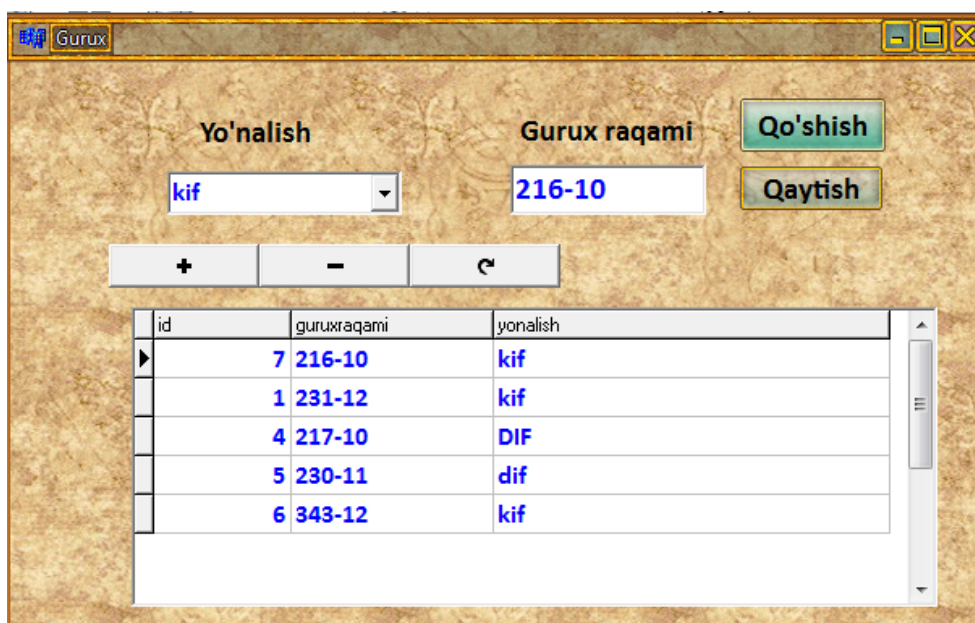 Gurux
Yo'nalish Gurux raqami Qo'shish
kif 216-10 Qaytish
+ −
id guruxraqami yonalish
7 216-10 kif
1 231-12 kif
4 217-10 DIF
5 230-11 dif
6 343-12 kif